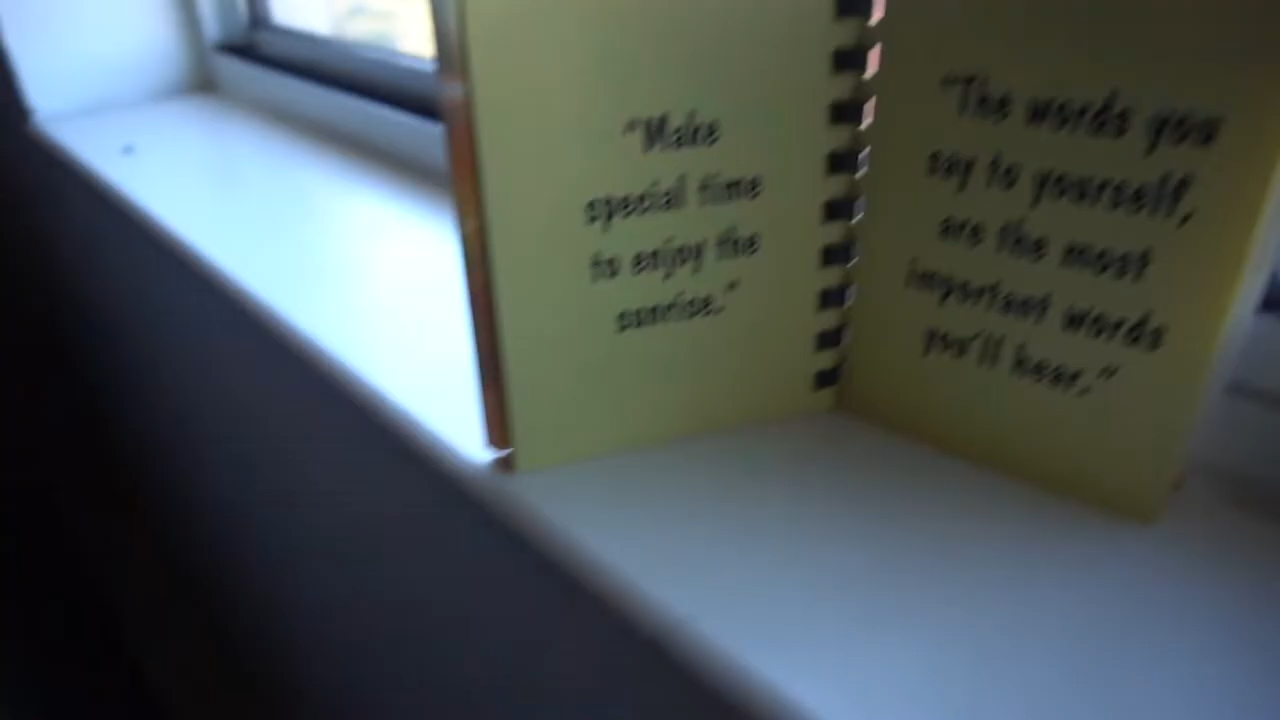 "Make
special time
to enjoy the
sunrise."
"The words you
say to yourself,
are the most
important words
you'll hear."